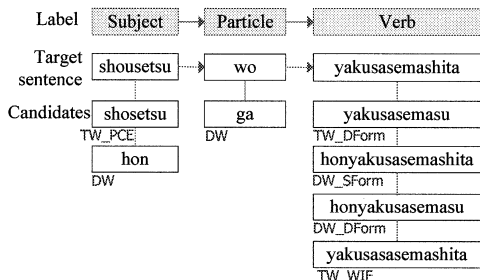 Label Subject Particle Verb
Target sentence shousetsu wo yakusasemashita
Candidates shosetsu ga yakusasemasu
TW_PCE DW TW_DForm
hon honyakusasemashita
DW DW_SForm
honyakusasemasu
DW_DForm
yakusasasemashita
TW_WIF